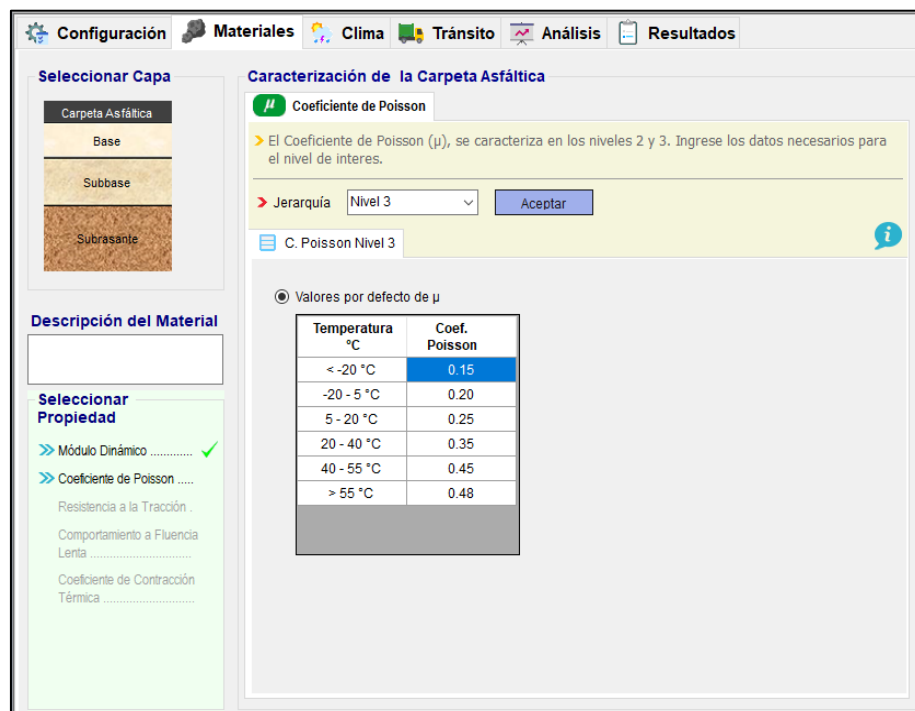 Configuración Materiales Clima Tránsito Análisis Resultados
Seleccionar Capa
Carpeta Asfáltica
Base
Subbase
Subrasante
Descripción del Material
Seleccionar
Propiedad
Módulo Dinámico .............
Coeficiente de Poisson .....
Resistencia a la Tracción .
Comportamiento a Fluencia
Lenta .............................
Coeficiente de Contracción
Térmica ..........................
Caracterización de la Carpeta Asfáltica
μ Coeficiente de Poisson
El Coeficiente de Poisson (μ), se caracteriza en los niveles 2 y 3. Ingrese los datos necesarios para
el nivel de interes.
Jerarquía Nivel 3 Aceptar
C. Poisson Nivel 3
i
Valores por defecto de μ
Temperatura Coef.
°C Poisson
< -20 °C 0.15
-20 - 5 °C 0.20
5 - 20 °C 0.25
20 - 40 °C 0.35
40 - 55 °C 0.45
> 55 °C 0.48